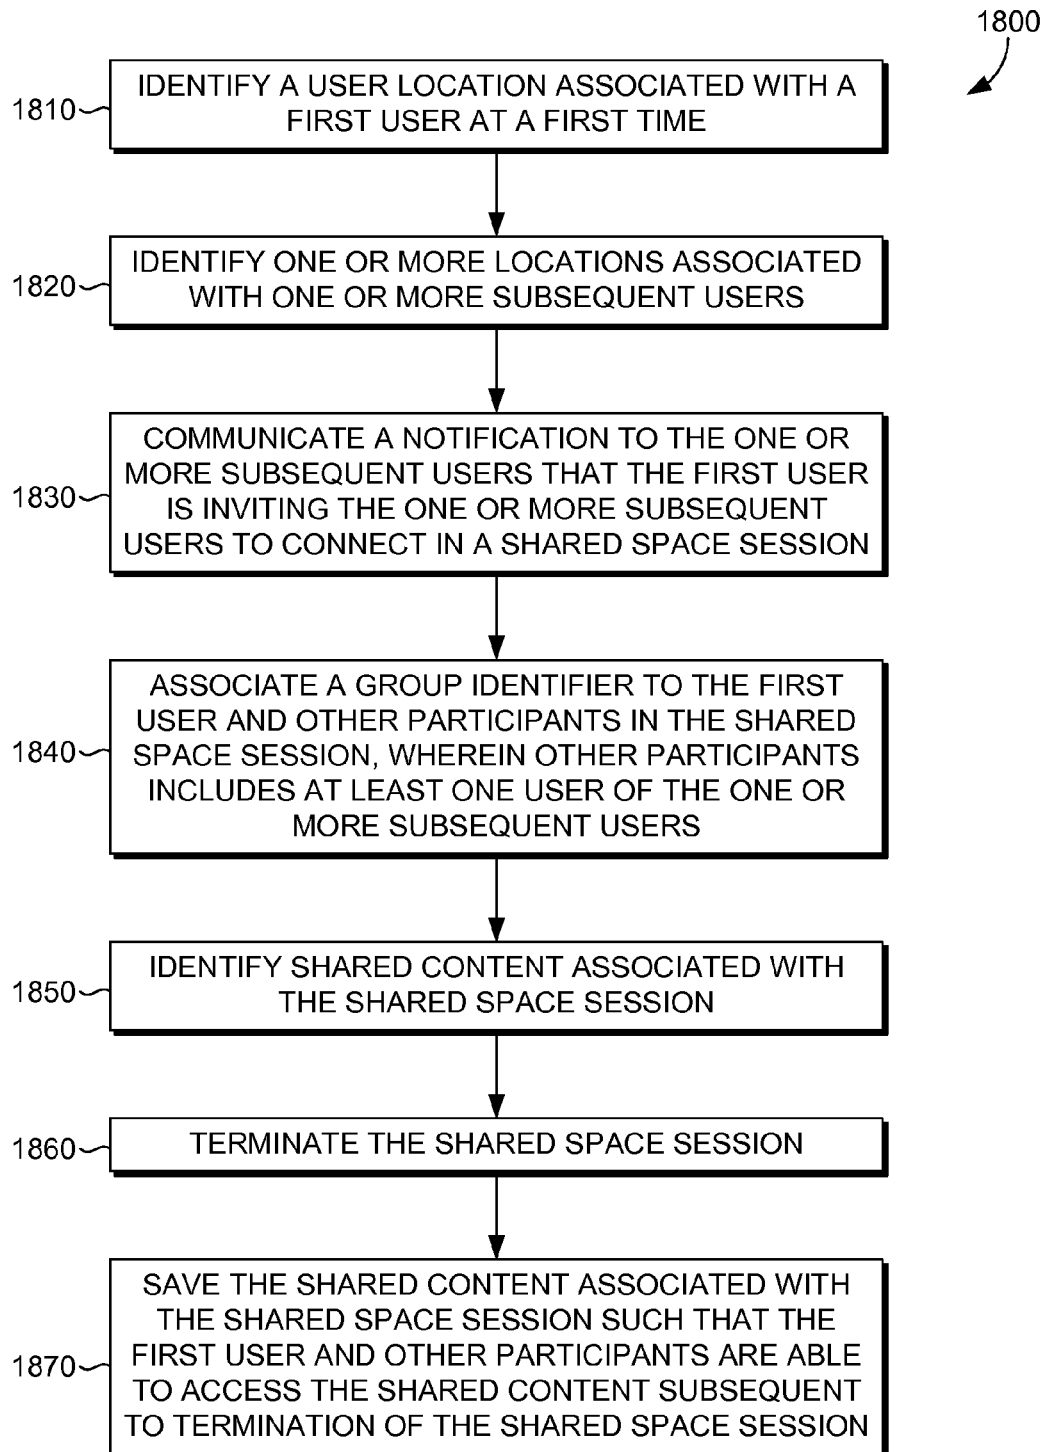 1800
1810
IDENTIFY A USER LOCATION ASSOCIATED WITH A
FIRST USER AT A FIRST TIME
1820
IDENTIFY ONE OR MORE LOCATIONS ASSOCIATED
WITH ONE OR MORE SUBSEQUENT USERS
1830
COMMUNICATE A NOTIFICATION TO THE ONE OR
MORE SUBSEQUENT USERS THAT THE FIRST USER
IS INVITING THE ONE OR MORE SUBSEQUENT
USERS TO CONNECT IN A SHARED SPACE SESSION
1840
ASSOCIATE A GROUP IDENTIFIER TO THE FIRST
USER AND OTHER PARTICIPANTS IN THE SHARED
SPACE SESSION, WHEREIN OTHER PARTICIPANTS
INCLUDES AT LEAST ONE USER OF THE ONE OR
MORE SUBSEQUENT USERS
1850
IDENTIFY SHARED CONTENT ASSOCIATED WITH
THE SHARED SPACE SESSION
1860
TERMINATE THE SHARED SPACE SESSION
1870
SAVE THE SHARED CONTENT ASSOCIATED WITH
THE SHARED SPACE SESSION SUCH THAT THE
FIRST USER AND OTHER PARTICIPANTS ARE ABLE
TO ACCESS THE SHARED CONTENT SUBSEQUENT
TO TERMINATION OF THE SHARED SPACE SESSION